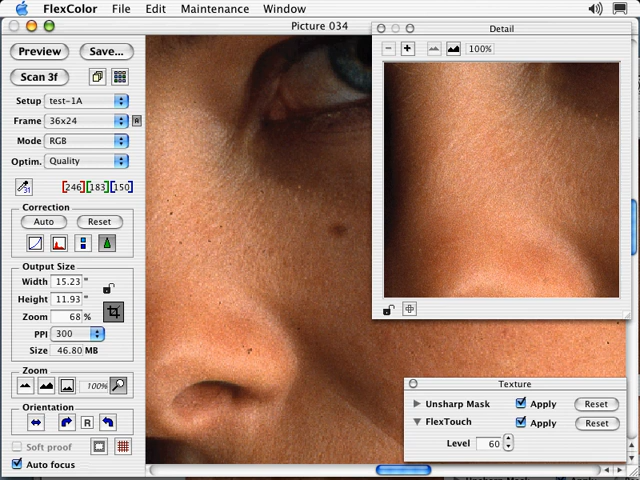 FlexColor File Edit Maintenance Window
Picture 034
Preview Save...
Scan 3f
Setup test-1A
Frame 36x24 A
Mode RGB
Optim. Quality
31 [246] [183] [150]
Correction
Auto Reset
Output Size
Width 15.23 "
Height 11.93 "
Zoom 68 %
PPI 300
Size 46.80 MB
Zoom
100%
Orientation
R
Soft proof
Auto focus
Detail
100%
Texture
Unsharp Mask Apply Reset
FlexTouch Apply Reset
Level 60